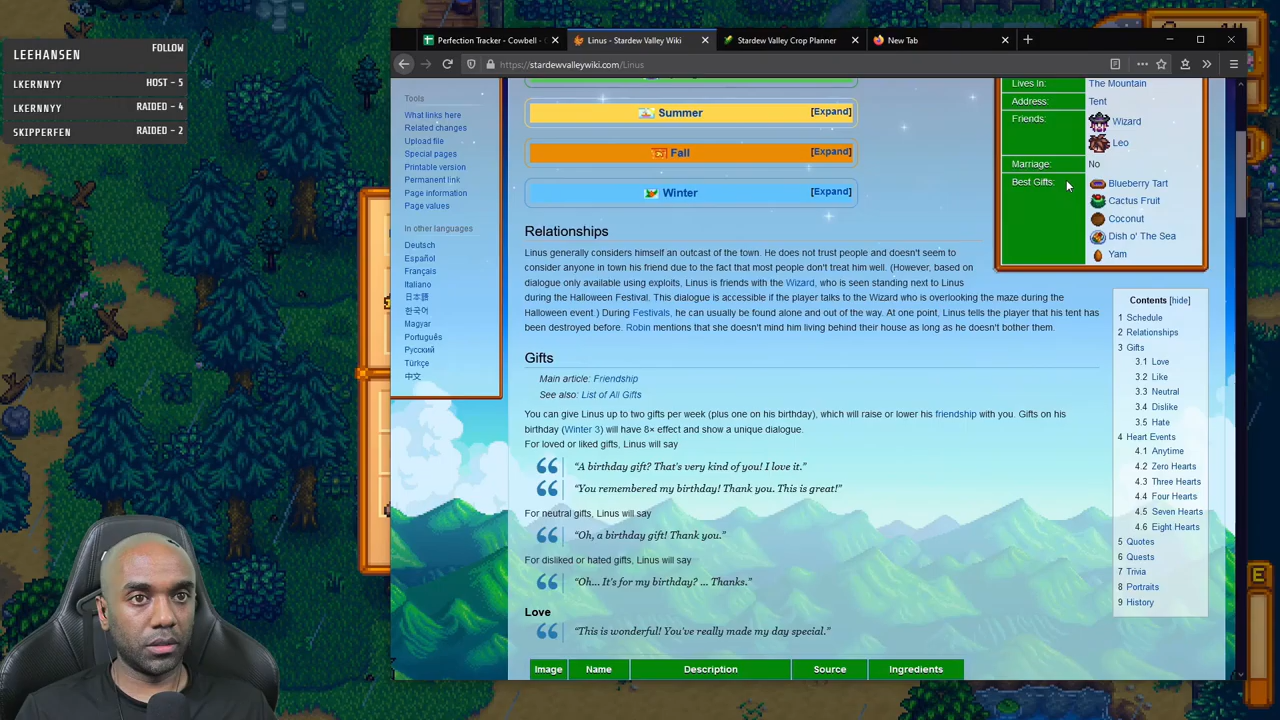 LEEHANSEN
FOLLOW
LKERNNYY
HOST - 5
LKERNNYY
RAIDED - 4
SKIPPERFEN
RAIDED - 2
Perfection Tracker - Cowbell -
Linus - Stardew Valley Wiki
Stardew Valley Crop Planner
New Tab
https://stardewvalleywiki.com/Linus
Tools
What links here
Related changes
Upload file
Special pages
Printable version
Permanent link
Page information
Page values
In other languages
Deutsch
Español
Français
Italiano
日本語
한국어
Magyar
Português
Русский
Türkçe
中文
Summer
[Expand]
Fall
[Expand]
Winter
[Expand]
Relationships
Linus generally considers himself an outcast of the town. He does not trust people and doesn't seem to
consider anyone in town his friend due to the fact that most people don't treat him well. (However, based on
dialogue only available using exploits, Linus is friends with the Wizard, who is seen standing next to Linus
during the Halloween Festival. This dialogue is accessible if the player talks to the Wizard who is overlooking the maze during the
Halloween event.) During Festivals, he can usually be found alone and out of the way. At one point, Linus tells the player that his tent has
been destroyed before. Robin mentions that she doesn't mind him living behind their house as long as he doesn't bother them.
Gifts
Main article: Friendship
See also: List of All Gifts
You can give Linus up to two gifts per week (plus one on his birthday), which will raise or lower his friendship with you. Gifts on his
birthday (Winter 3) will have 8× effect and show a unique dialogue.
For loved or liked gifts, Linus will say
“A birthday gift? That's very kind of you! I love it.”
“You remembered my birthday! Thank you. This is great!”
For neutral gifts, Linus will say
“Oh, a birthday gift! Thank you.”
For disliked or hated gifts, Linus will say
“Oh... It's for my birthday? ... Thanks.”
Love
“This is wonderful! You've really made my day special.”
Image
Name
Description
Source
Ingredients
Lives In:
The Mountain
Address:
Tent
Friends:
Wizard
Leo
Marriage:
No
Best Gifts:
Blueberry Tart
Cactus Fruit
Coconut
Dish o' The Sea
Yam
Contents [hide]
1 Schedule
2 Relationships
3 Gifts
3.1 Love
3.2 Like
3.3 Neutral
3.4 Dislike
3.5 Hate
4 Heart Events
4.1 Anytime
4.2 Zero Hearts
4.3 Three Hearts
4.4 Four Hearts
4.5 Seven Hearts
4.6 Eight Hearts
5 Quotes
6 Quests
7 Trivia
8 Portraits
9 History
E